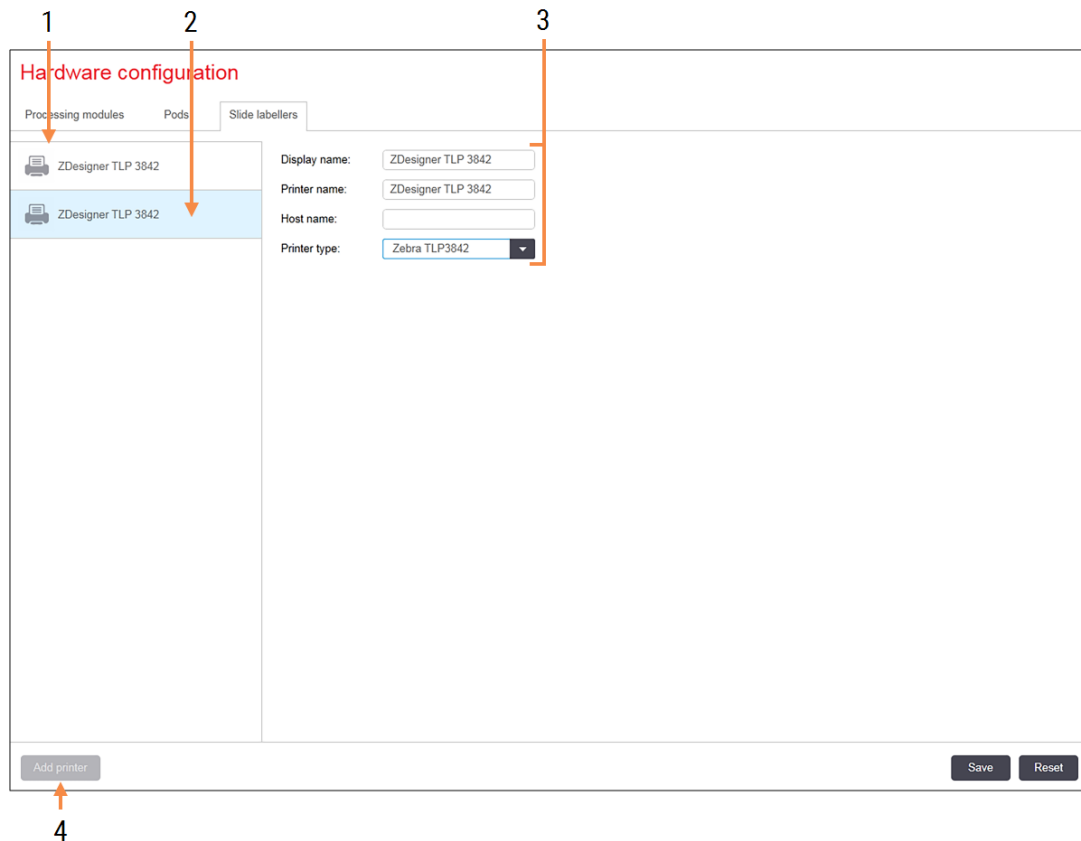 1 2 3
Hardware configuration
Processing modules Pods Slide labellers
ZDesigner TLP 3842
ZDesigner TLP 3842
Display name: ZDesigner TLP 3842
Printer name: ZDesigner TLP 3842
Host name:
Printer type: Zebra TLP3842
Add printer Save Reset
4